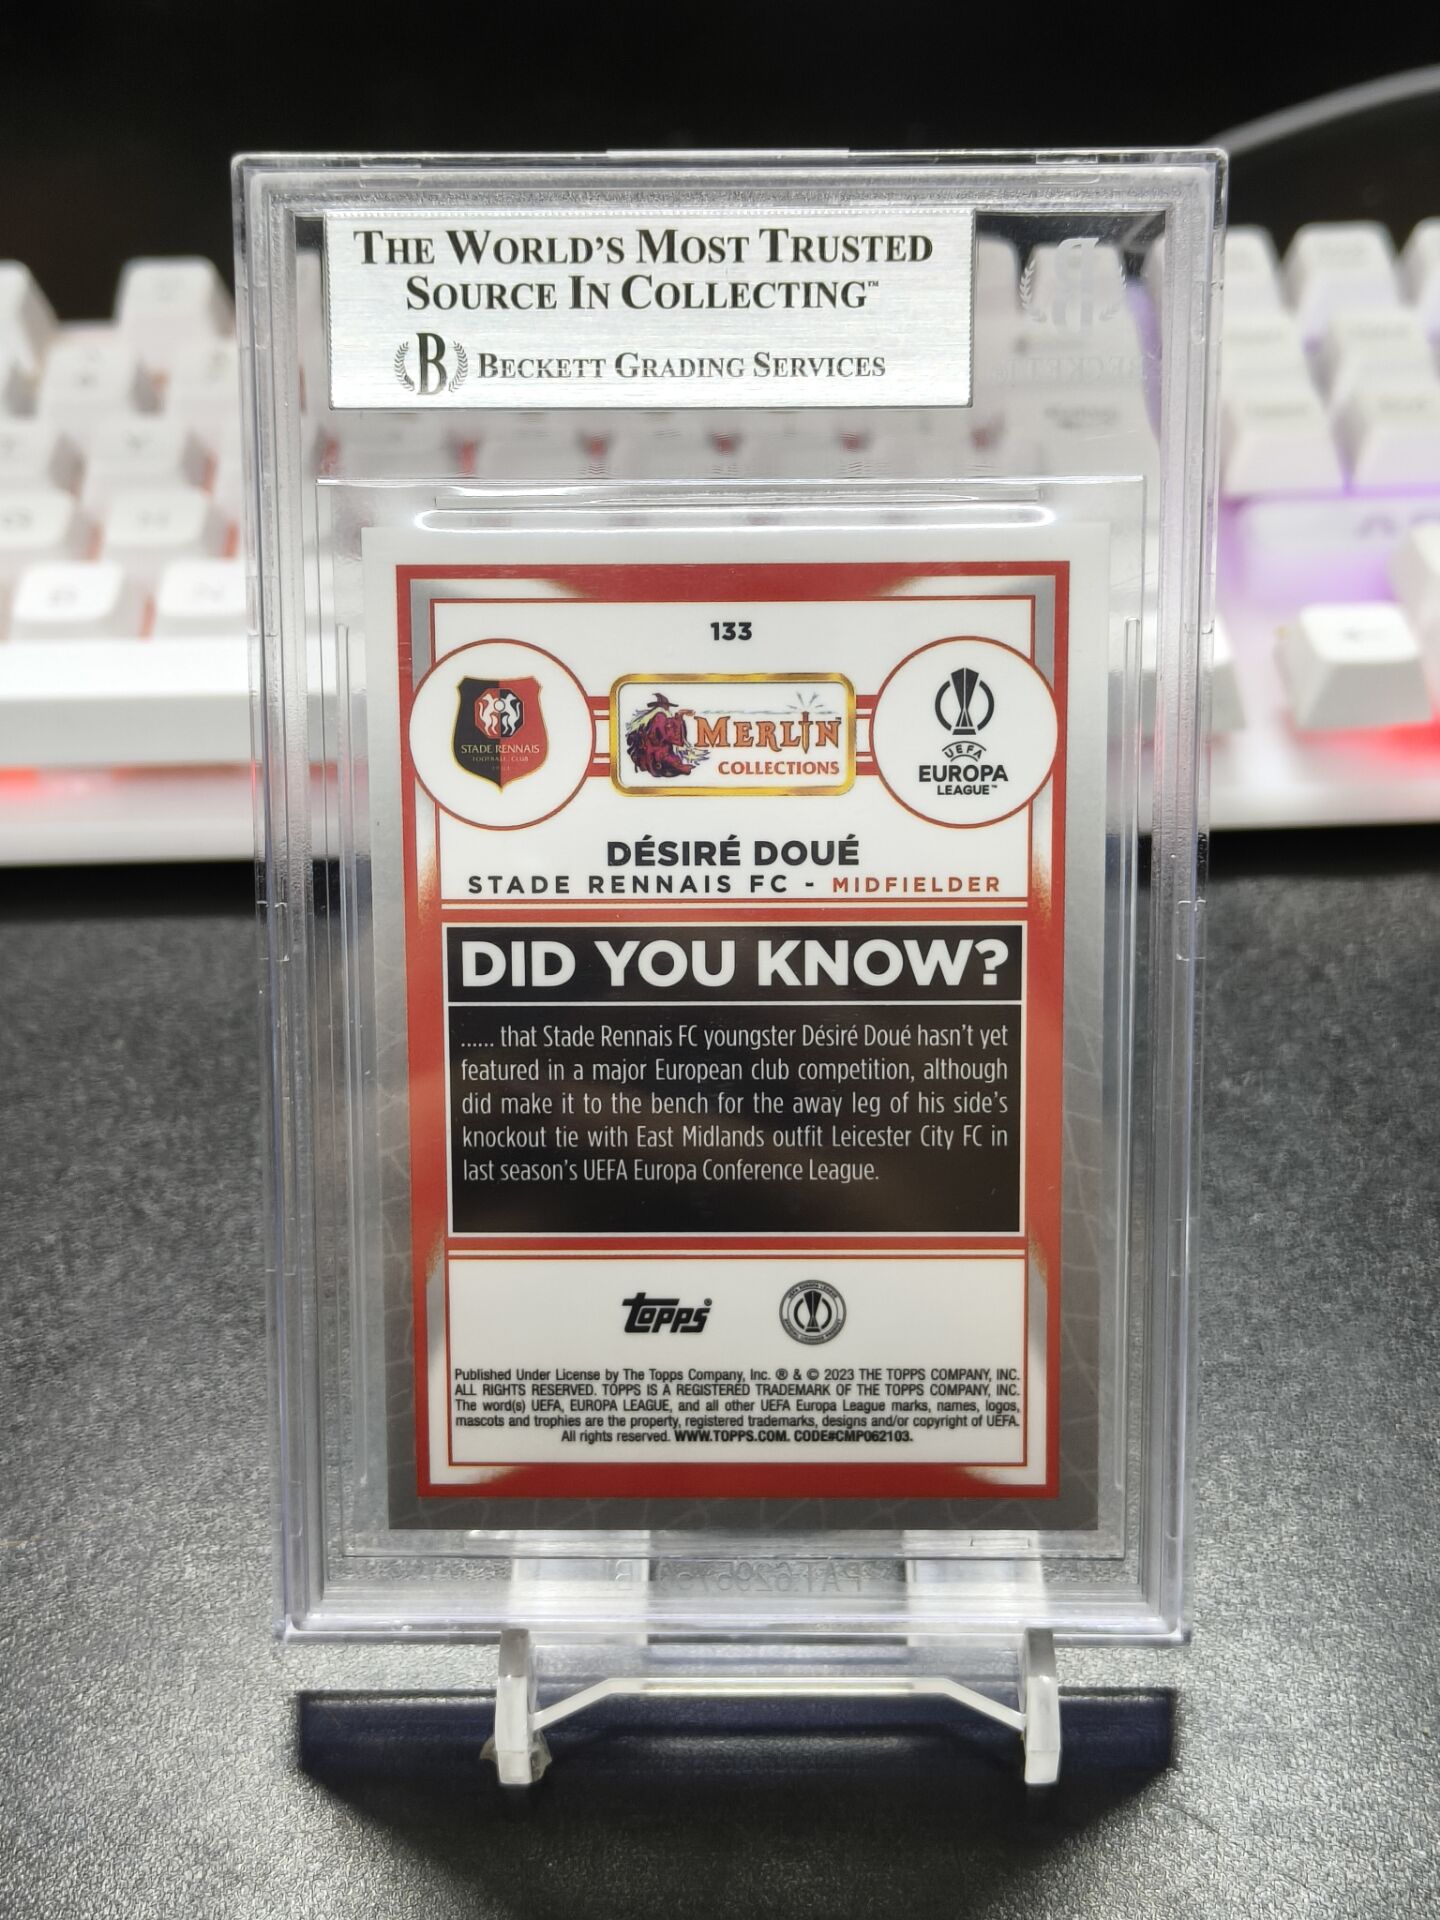 THE WORLD'S MOST TRUSTED
SOURCE IN COLLECTING™
B BECKETT GRADING SERVICES
133
STADE RENNAIS
FOOTBALL CLUB
MERLIN
COLLECTIONS
UEFA
EUROPA
LEAGUE™
DÉSIRÉ DOUÉ
STADE RENNAIS FC - MIDFIELDER
DID YOU KNOW?
...... that Stade Rennais FC youngster Désiré Doué hasn't yet
featured in a major European club competition, although
did make it to the bench for the away leg of his side's
knockout tie with East Midlands outfit Leicester City FC in
last season's UEFA Europa Conference League.
Topps®
Published Under License by The Topps Company, Inc. ® & © 2023 THE TOPPS COMPANY, INC.
ALL RIGHTS RESERVED. TOPPS IS A REGISTERED TRADEMARK OF THE TOPPS COMPANY, INC.
The word(s) UEFA, EUROPA LEAGUE, and all other UEFA Europa League marks, names, logos,
mascots and trophies are the property, registered trademarks, designs and/or copyright of UEFA.
All rights reserved. WWW.TOPPS.COM. CODE#CMP062103.